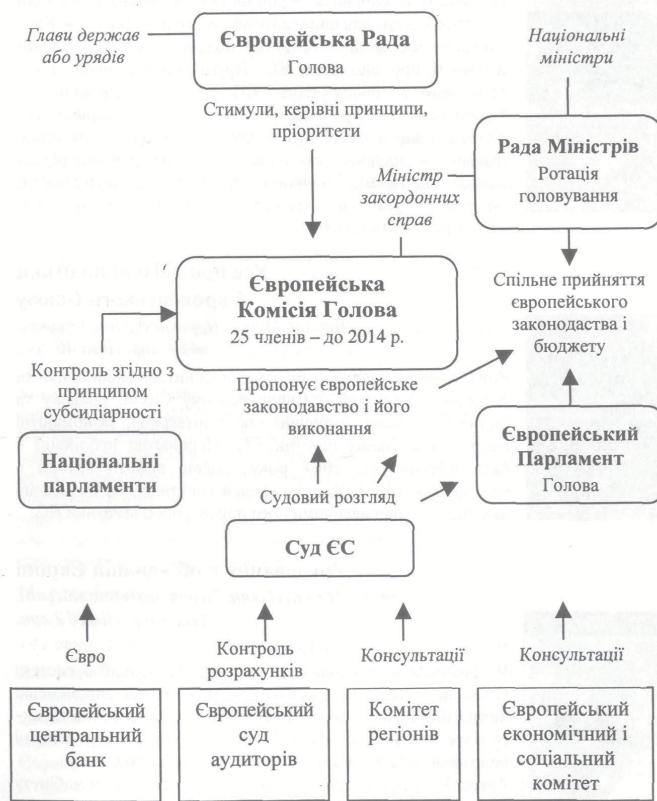 Глави держав
або урядів
Європейська Рада
Голова
Національні
міністри
Стимули, керівні принципи,
пріоритети
Рада Міністрів
Ротація
головування
Міністр
закордонних
справ
Європейська
Комісія Голова
25 членів – до 2014 р.
Спільне прийняття
європейського
законодаства і
бюджету
Контроль згідно з
принципом
субсидіарності
Пропонує європейське
законодавство і його
виконання
Національні
парламенти
Європейський
Парламент
Голова
Судовий розгляд
Суд ЄС
Євро
Контроль
розрахунків
Консультації
Консультації
Європейський
центральний
банк
Європейський
суд
аудиторів
Комітет
регіонів
Європейський
економічний і
соціальний
комітет